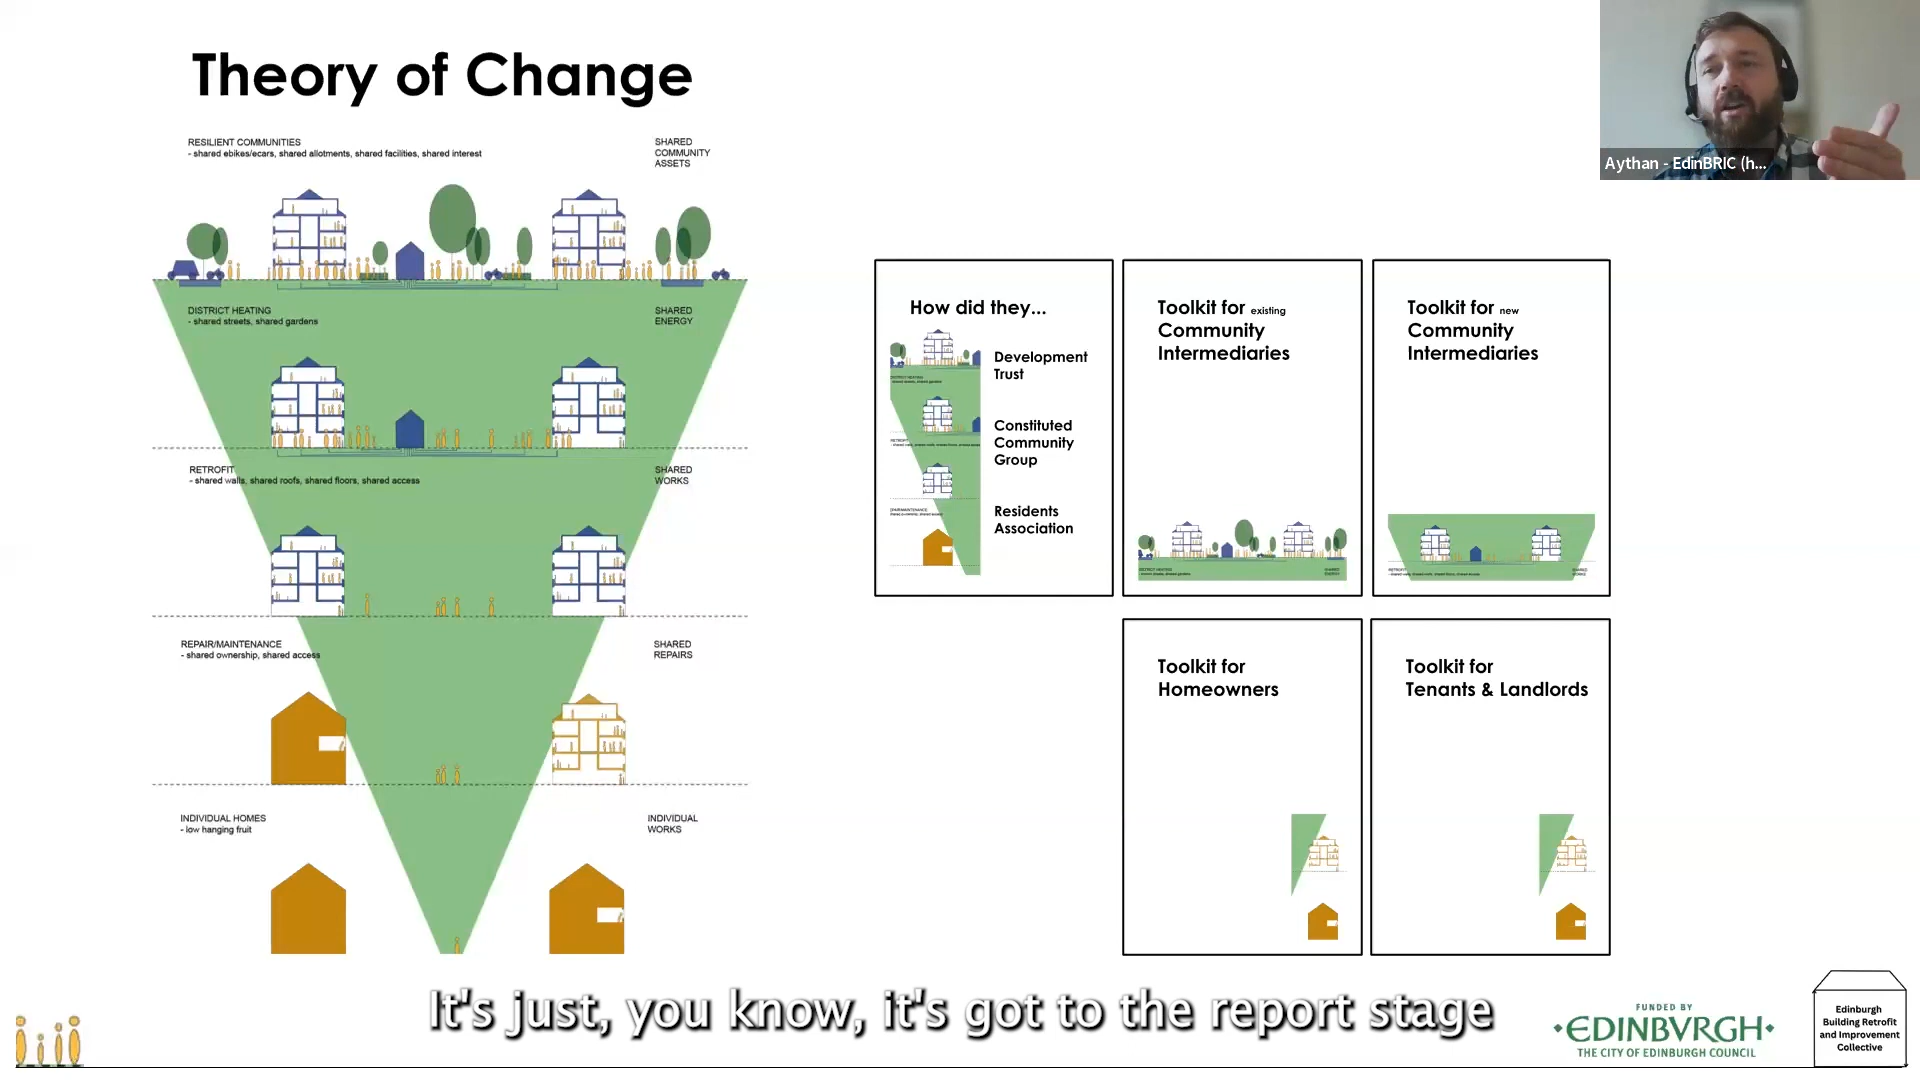 Theory of Change
RESILIENT COMMUNITIES
- shared ebikes/ecars, shared allotments, shared facilities, shared interest
SHARED
COMMUNITY
ASSETS
DISTRICT HEATING
- shared streets, shared gardens
SHARED
ENERGY
RETROFIT
- shared walls, shared roofs, shared floors, shared access
SHARED
WORKS
REPAIR/MAINTENANCE
- shared ownership, shared access
SHARED
REPAIRS
INDIVIDUAL HOMES
- low hanging fruit
INDIVIDUAL
WORKS
How did they...
Development
Trust
Constituted
Community
Group
Residents
Association
Toolkit for existing
Community
Intermediaries
Toolkit for new
Community
Intermediaries
Toolkit for
Homeowners
Toolkit for
Tenants & Landlords
Aythan - EdinBRIC (h...
It's just, you know, it's got to the report stage
FUNDED BY
·EDINBVRGH·
THE CITY OF EDINBURGH COUNCIL
Edinburgh
Building Retrofit
and Improvement
Collective